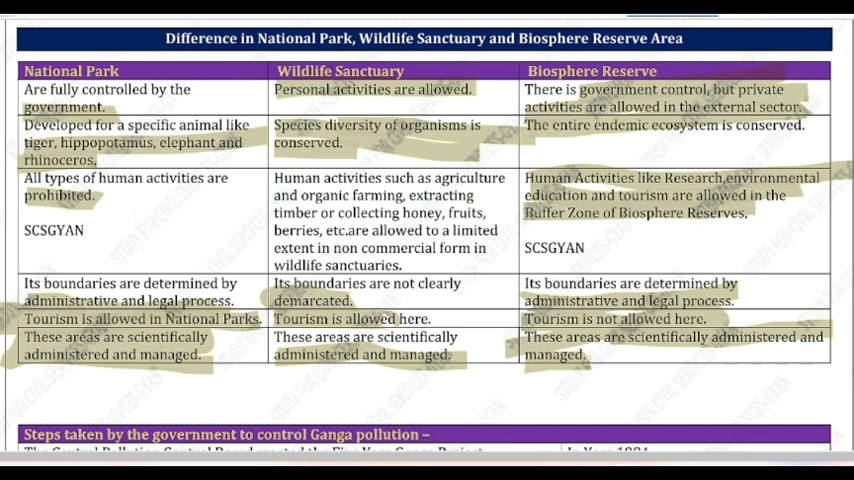 Difference in National Park, Wildlife Sanctuary and Biosphere Reserve Area
National Park
Wildlife Sanctuary
Biosphere Reserve
Are fully controlled by the
government.
Personal activities are allowed.
There is government control, but private
activities are allowed in the external sector.
Developed for a specific animal like
tiger, hippopotamus, elephant and
rhinoceros.
Species diversity of organisms is
conserved.
The entire endemic ecosystem is conserved.
All types of human activities are
prohibited.
SCSGYAN
Human activities such as agriculture
and organic farming, extracting
timber or collecting honey, fruits,
berries, etc.are allowed to a limited
extent in non commercial form in
wildlife sanctuaries.
Human Activities like Research,environmental
education and tourism are allowed in the
Buffer Zone of Biosphere Reserves.
SCSGYAN
Its boundaries are determined by
administrative and legal process.
Its boundaries are not clearly
demarcated.
Its boundaries are determined by
administrative and legal process.
Tourism is allowed in National Parks.
Tourism is allowed here.
Tourism is not allowed here.
These areas are scientifically
administered and managed.
These areas are scientifically
administered and managed.
These areas are scientifically administered and
managed.
Steps taken by the government to control Ganga pollution –